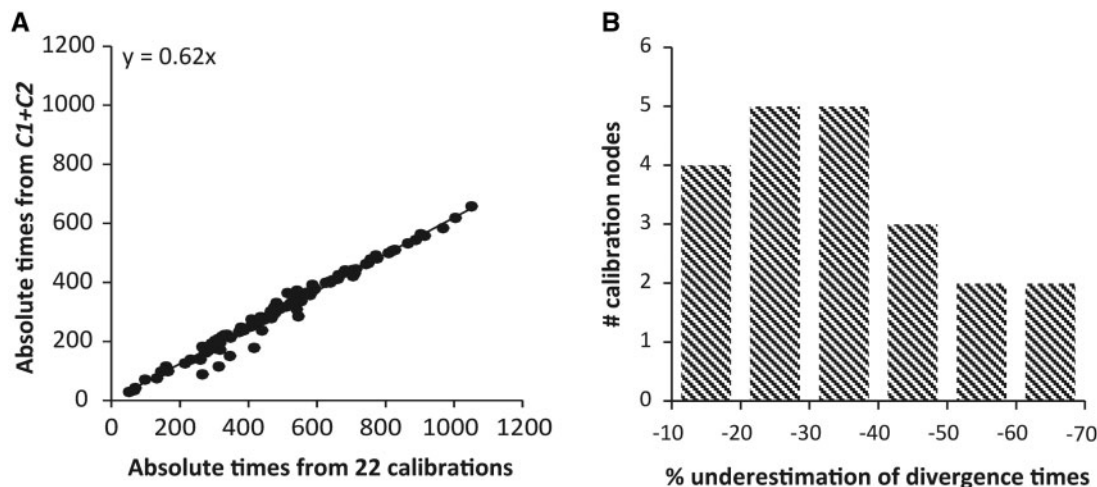 A
y = 0.62x
Absolute times from C1+C2
1200
1000
800
600
400
200
0
0 200 400 600 800 1000 1200
Absolute times from 22 calibrations
B
# calibration nodes
6
5
4
3
2
1
0
-10 -20 -30 -40 -50 -60 -70
% underestimation of divergence times